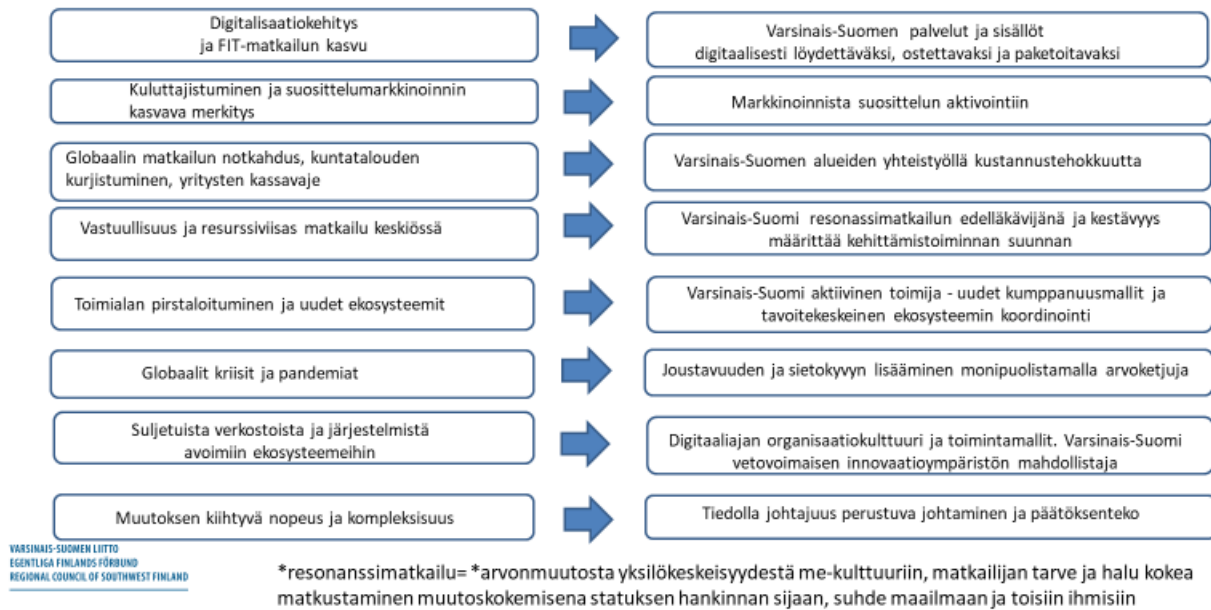 Digitalisaatiokehitys
ja FIT-matkailun kasvu
Varsinais-Suomen palvelut ja sisällöt
digitaalisesti löydettäväksi, ostettavaksi ja paketoitavaksi
Kuluttajistuminen ja suosittelumarkkinoinnin
kasvava merkitys
Markkinoinnista suosittelun aktivointiin
Globaalin matkailun notkahdus, kuntatalouden
kurjistuminen, yritysten kassavaje
Varsinais-Suomen alueiden yhteistyöllä kustannustehokkuutta
Vastuullisuus ja resurssiviisas matkailu keskiössä
Varsinais-Suomi resonassimatkailun edelläkävijänä ja kestävyys
määrittää kehittämistoiminnan suunnan
Toimialan pirstaloituminen ja uudet ekosysteemit
Varsinais-Suomi aktiivinen toimija - uudet kumppanuusmallit ja
tavoitekeskeinen ekosysteemin koordinointi
Globaalit kriisit ja pandemiat
Joustavuuden ja sietokyvyn lisääminen monipuolistamalla arvoketjuja
Suljetuista verkostoista ja järjestelmistä
avoimiin ekosysteemeihin
Digitaaliajan organisaatiokulttuuri ja toimintamallit. Varsinais-Suomi
vetovoimaisen innovaatioympäristön mahdollistaja
Muutoksen kiihtyvä nopeus ja kompleksisuus
Tiedolla johtajuus perustuva johtaminen ja päätöksenteko
VARSINAIS-SUOMEN LIITTO
EGENTLIGA FINLANDS FÖRBUND
REGIONAL COUNCIL OF SOUTHWEST FINLAND
*resonanssimatkailu= *arvonmuutosta yksilökeskeisyydestä me-kulttuuriin, matkailijan tarve ja halu kokea
matkustaminen muutoskokemisena statuksen hankinnan sijaan, suhde maailmaan ja toisiin ihmisiin